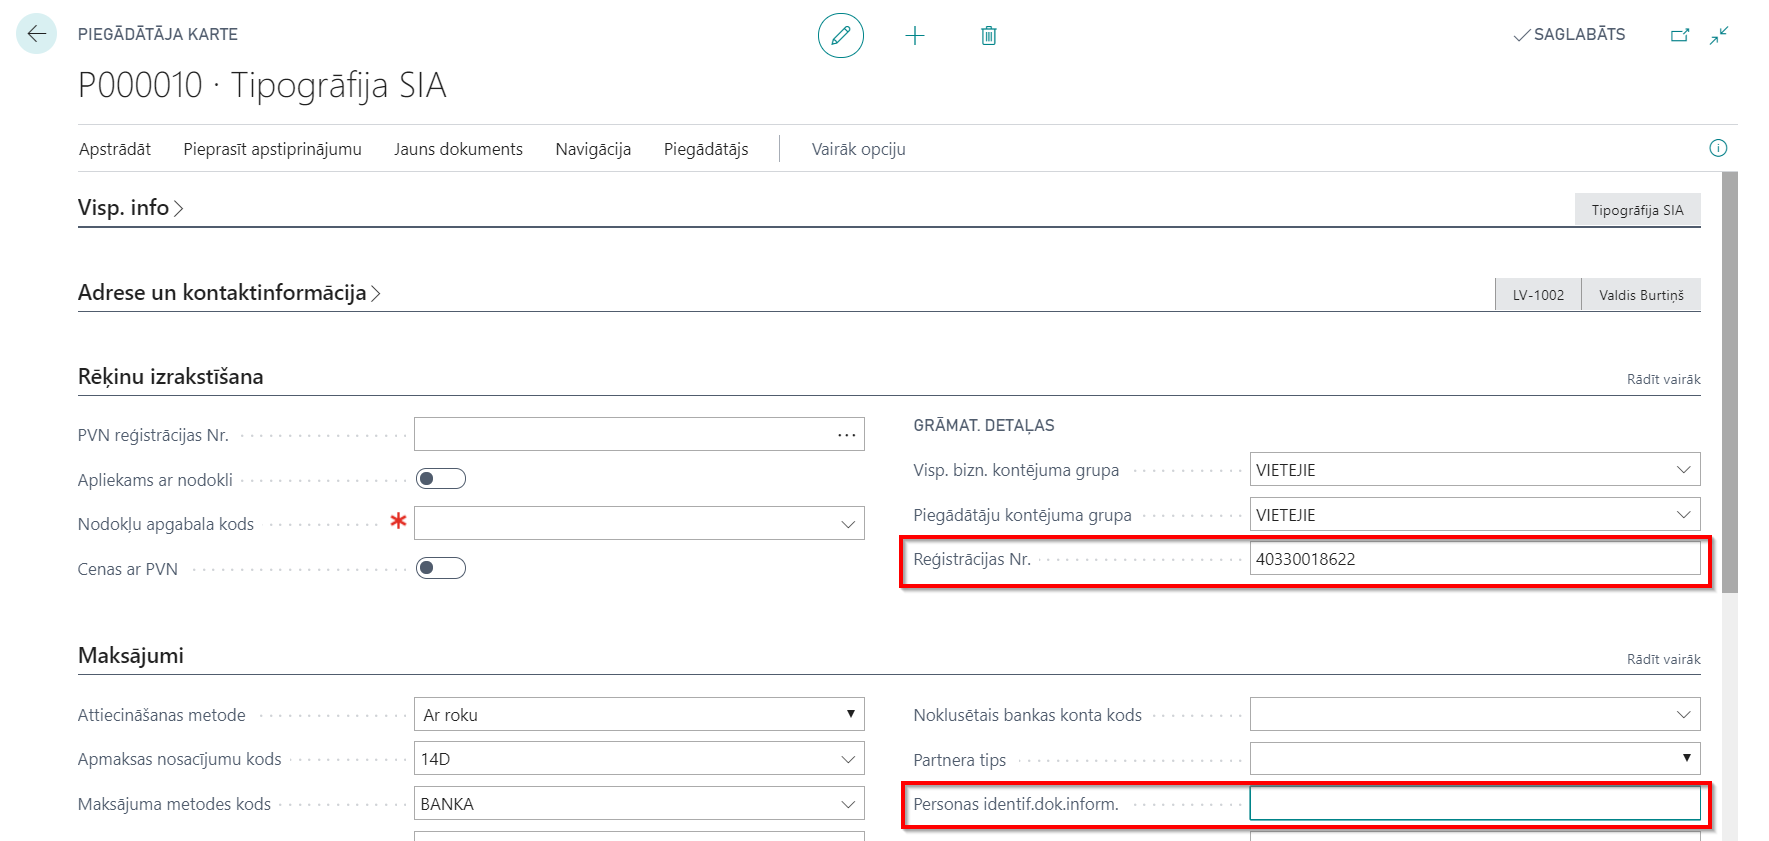 PIEGĀDĀTĀJA KARTE
SAGLABĀTS
P000010 · Tipogrāfija SIA
Apstrādāt Pieprasīt apstiprinājumu Jauns dokuments Navigācija Piegādātājs Vairāk opciju
Visp. info
Tipogrāfija SIA
Adrese un kontaktinformācija
LV-1002 Valdis Burtiņš
Rēķinu izrakstīšana
Rādīt vairāk
PVN reģistrācijas Nr.
Apliekams ar nodokli
Nodokļu apgabala kods
Cenas ar PVN
GRĀMAT. DETAĻAS
Visp. bizn. kontējuma grupa VIETEJIE
Piegādātāju kontējuma grupa VIETEJIE
Reģistrācijas Nr. 40330018622
Maksājumi
Rādīt vairāk
Attiecināšanas metode Ar roku
Apmaksas nosacījumu kods 14D
Maksājuma metodes kods BANKA
Noklusētais bankas konta kods
Partnera tips
Personas identif.dok.inform.